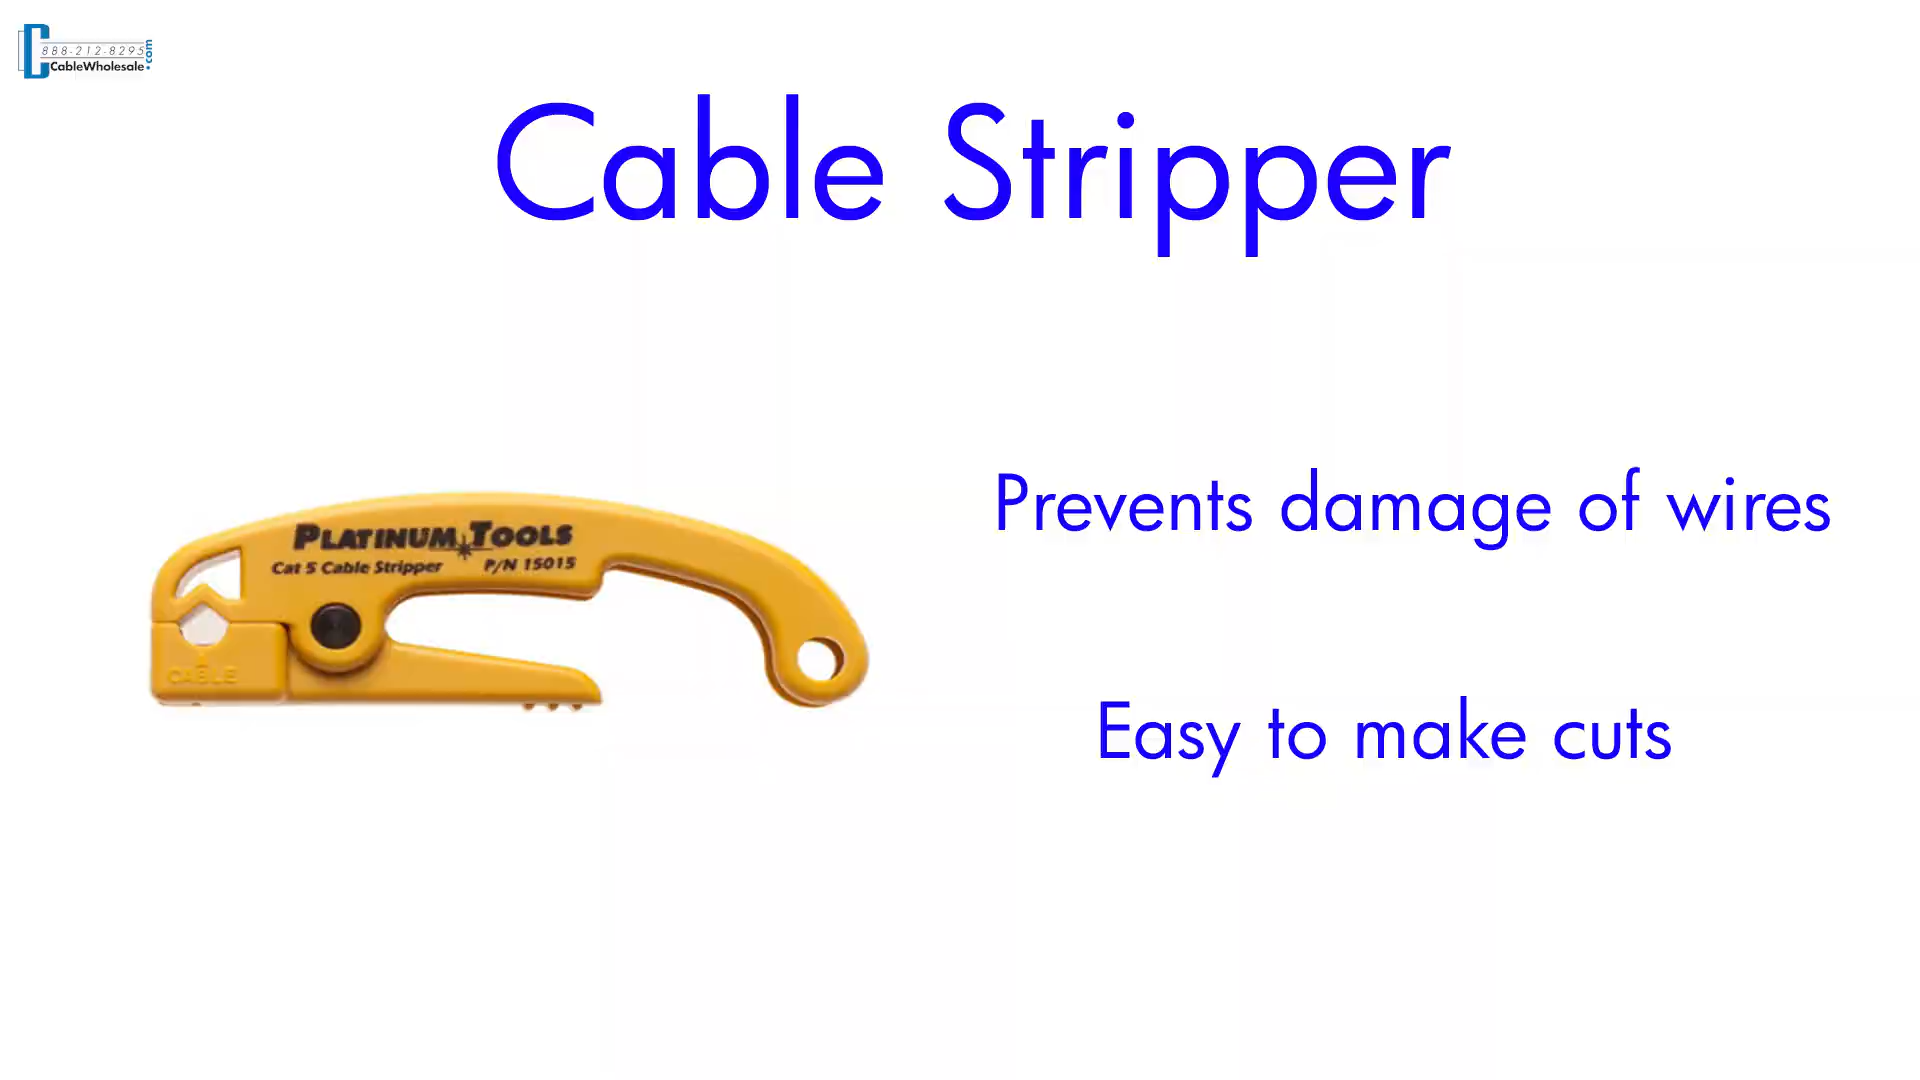 888-212-8295
CableWholesale.com
Cable Stripper
PLATINUM TOOLS
Cat 5 Cable Stripper P/N 15015
CABLE
Prevents damage of wires
Easy to make cuts